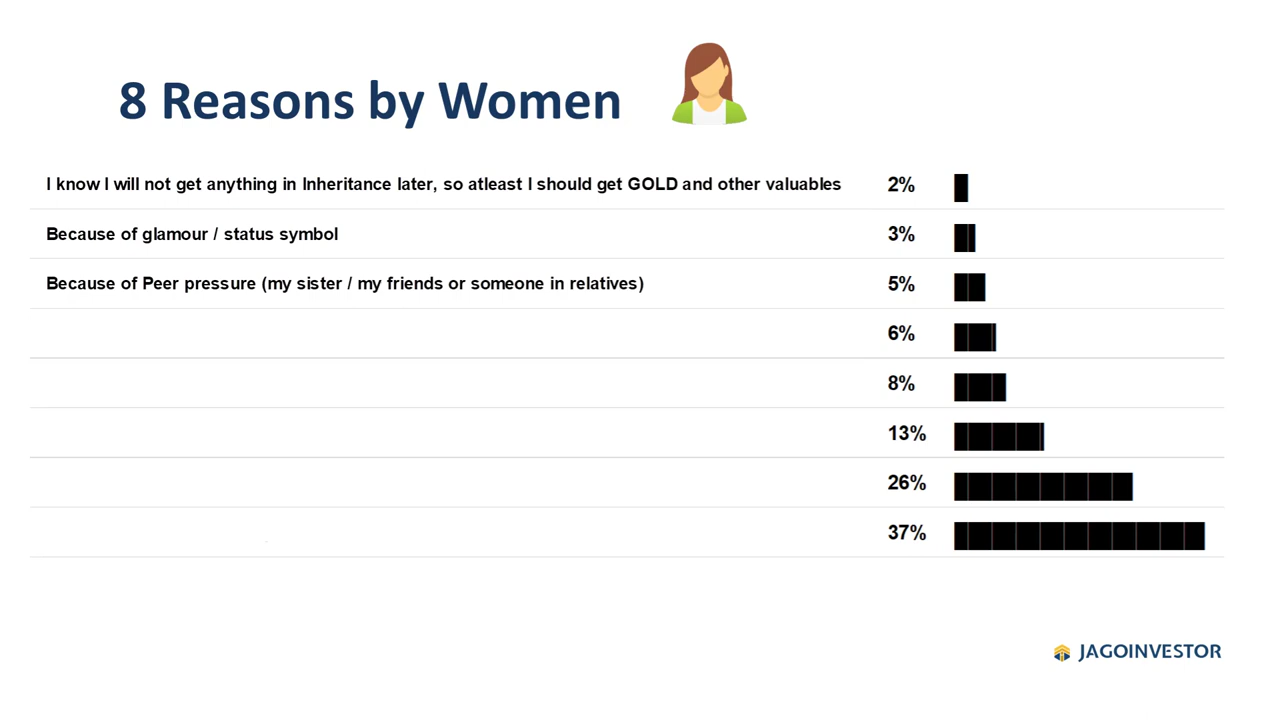 8 Reasons by Women
I know I will not get anything in Inheritance later, so atleast I should get GOLD and other valuables 2%
Because of glamour / status symbol 3%
Because of Peer pressure (my sister / my friends or someone in relatives) 5%
6%
8%
13%
26%
37%
JAGOINVESTOR